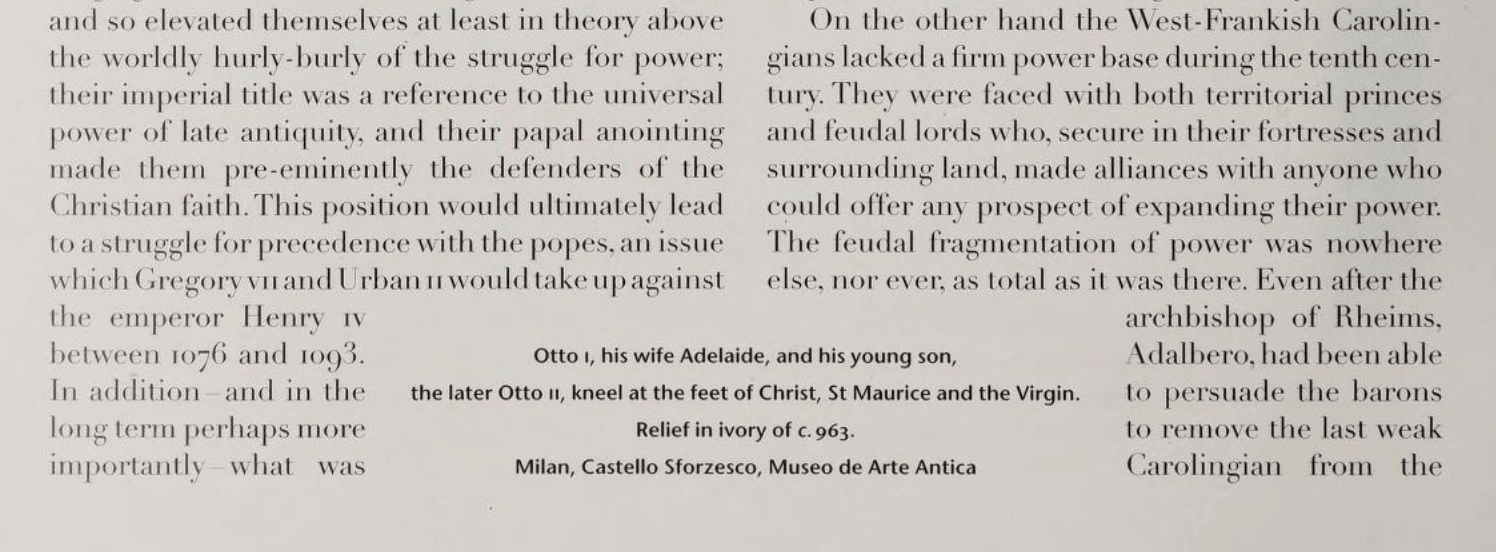 and so elevated themselves at least in theory above
the worldly hurly-burly of the struggle for power;
their imperial title was a reference to the universal
power of late antiquity, and their papal anointing
made them pre-eminently the defenders of the
Christian faith. This position would ultimately lead
to a struggle for precedence with the popes, an issue
which Gregory VII and Urban II would take up against
the emperor Henry IV
between 1076 and 1093.
In addition – and in the
long term perhaps more
importantly – what was
Otto I, his wife Adelaide, and his young son,
the later Otto II, kneel at the feet of Christ, St Maurice and the Virgin.
Relief in ivory of c. 963.
Milan, Castello Sforzesco, Museo de Arte Antica
On the other hand the West-Frankish Carolin-
gians lacked a firm power base during the tenth cen-
tury. They were faced with both territorial princes
and feudal lords who, secure in their fortresses and
surrounding land, made alliances with anyone who
could offer any prospect of expanding their power.
The feudal fragmentation of power was nowhere
else, nor ever, as total as it was there. Even after the
archbishop of Rheims,
Adalbero, had been able
to persuade the barons
to remove the last weak
Carolingian from the